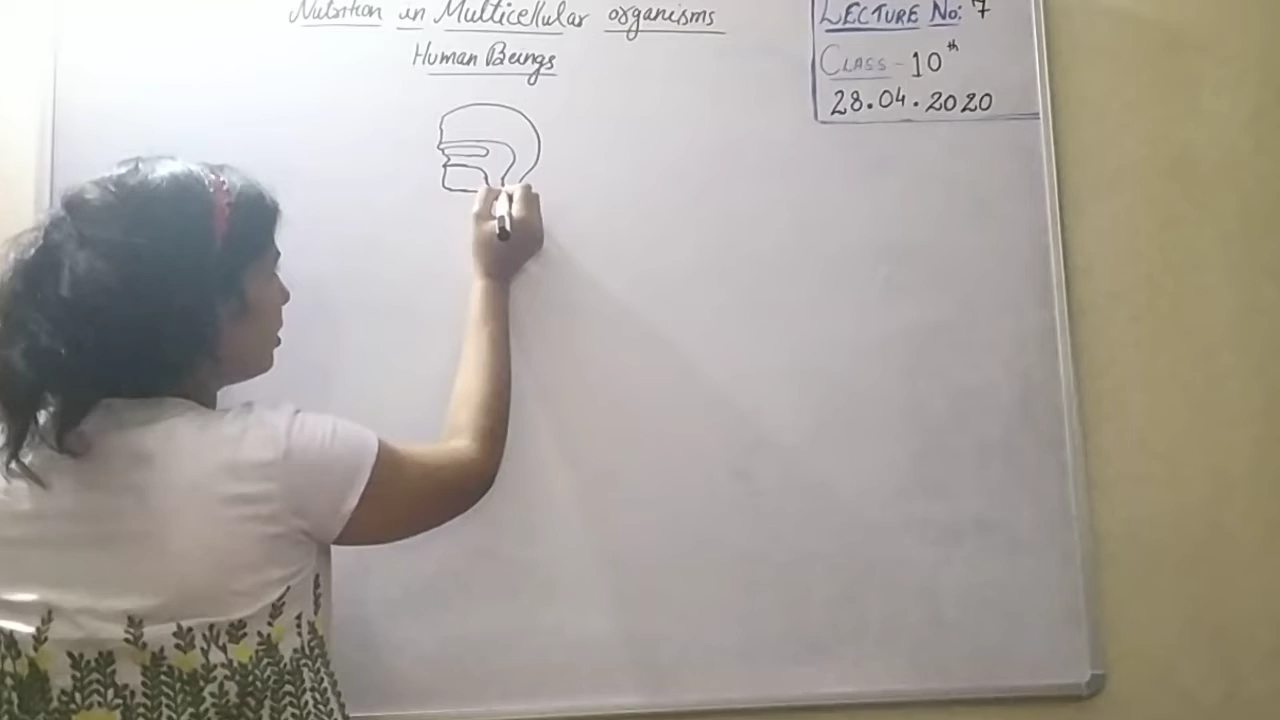 Nutrition in Multicellular organisms
Human Beings
LECTURE No: 7
CLASS - 10th
28.04.2020